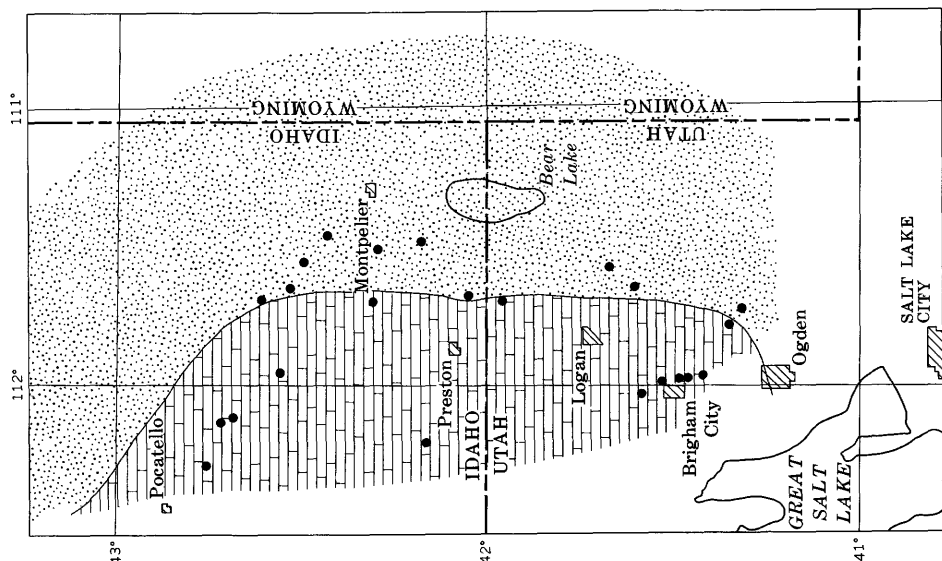 111°
112°
43°
42°
41°
IDAHO
WYOMING
UTAH
WYOMING
Pocatello
Montpelier
Preston
Bear
Lake
IDAHO
UTAH
Logan
Brigham
City
Ogden
GREAT
SALT
LAKE
SALT LAKE
CITY